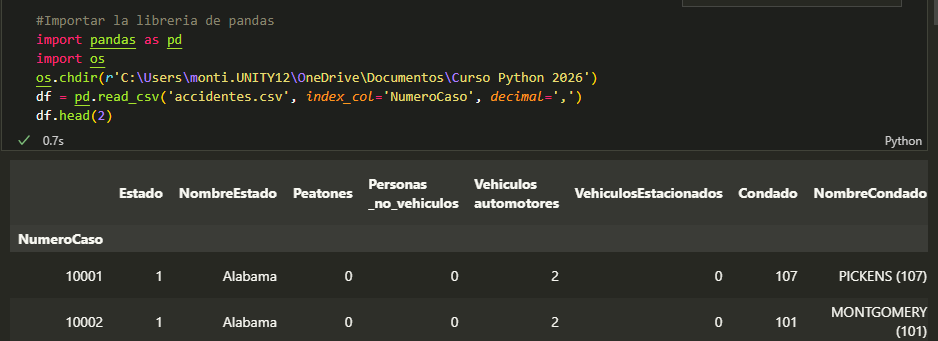 #Importar la libreria de pandas
import pandas as pd
import os
os.chdir(r'C:\Users\monti.UNITY12\OneDrive\Documentos\Curso Python 2026')
df = pd.read_csv('accidentes.csv', index_col='NumeroCaso', decimal=',')
df.head(2)
0.7s Python
Estado NombreEstado Peatones Personas _no_vehiculos Vehiculos automotores VehiculosEstacionados Condado NombreCondado
NumeroCaso
10001 1 Alabama 0 0 2 0 107 PICKENS (107)
10002 1 Alabama 0 0 2 0 101 MONTGOMERY (101)